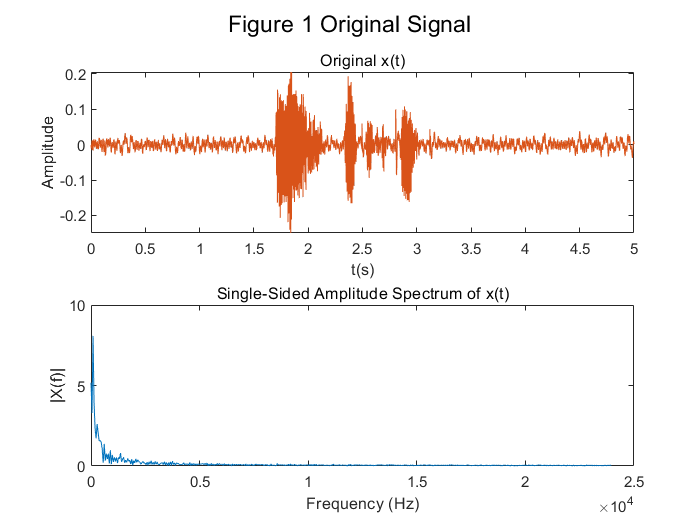 Figure 1 Original Signal
Original x(t)
0.2
0.1
0
-0.1
-0.2
Amplitude
0 0.5 1 1.5 2 2.5 3 3.5 4 4.5 5
t(s)
Single-Sided Amplitude Spectrum of x(t)
10
5
0
|X(f)|
0 0.5 1 1.5 2 2.5
Frequency (Hz)
×10⁴